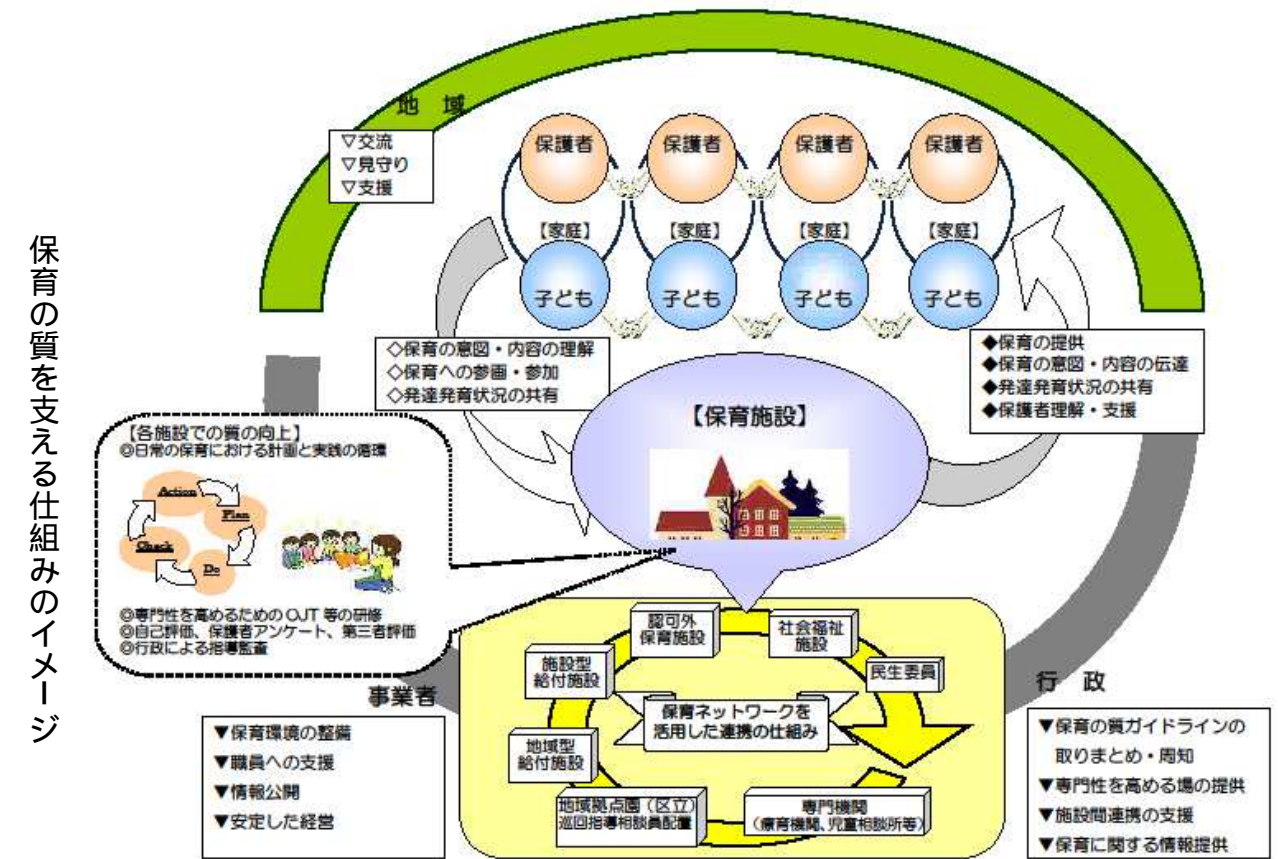 保育の質を支える仕組みのイメージ
地 域
▽交流
▽見守り
▽支援
保護者
保護者
保護者
保護者
【家庭】
【家庭】
【家庭】
【家庭】
子ども
子ども
子ども
子ども
◇保育の意図・内容の理解
◇保育への参画・参加
◇発達発育状況の共有
◆保育の提供
◆保育の意図・内容の伝達
◆発達発育状況の共有
◆保護者理解・支援
【保育施設】
【各施設での質の向上】
◎日常の保育における計画と実践の循環
Action
Plan
Check
Do
◎専門性を高めるための OJT 等の研修
◎自己評価、保護者アンケート、第三者評価
◎行政による指導監査
認可外
保育施設
社会福祉
施設
民生委員
施設型
給付施設
保育ネットワークを
活用した連携の仕組み
地域型
給付施設
地域拠点園(区立)
巡回指導相談員配置
専門機関
(療育機関、児童相談所等)
事業者
▼保育環境の整備
▼職員への支援
▼情報公開
▼安定した経営
行 政
▼保育の質ガイドラインの
取りまとめ・周知
▼専門性を高める場の提供
▼施設間連携の支援
▼保育に関する情報提供